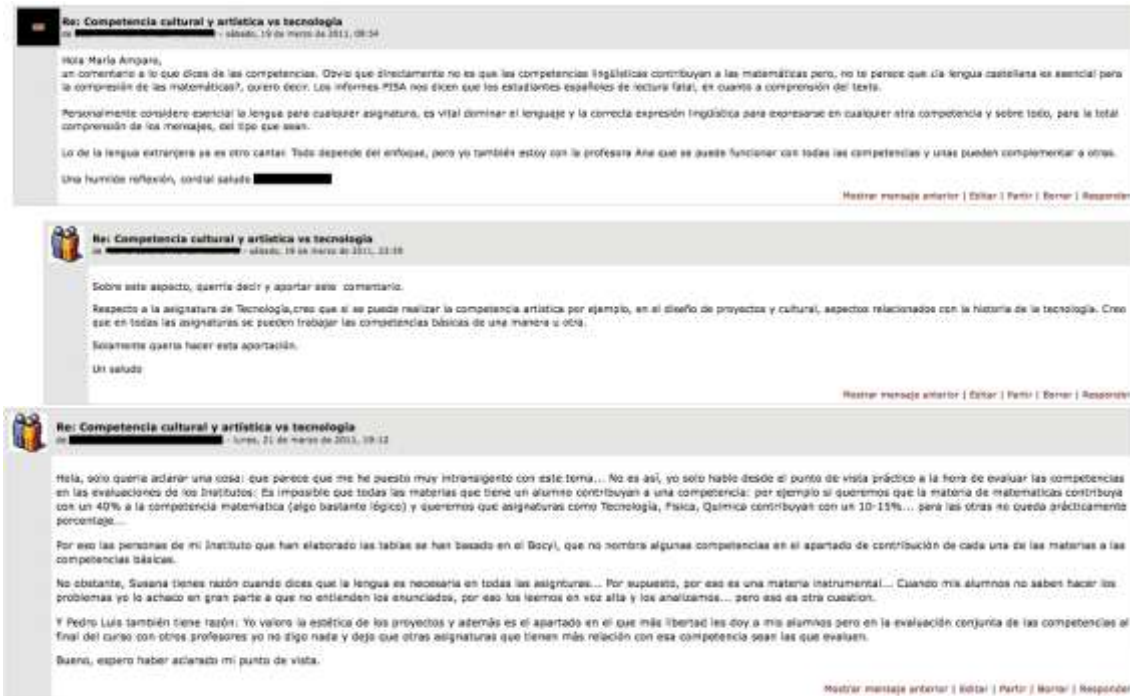 Re: Competencia cultural y artística vs tecnología
de - sábado, 19 de marzo de 2011, 09:54
Hola María Amparo,
un comentario a lo que dices de las competencias. Obvio que directamente no es que las competencias lingüísticas contribuyan a las matemáticas pero, no te parece que ¿la lengua castellana es esencial para
la compresión de las matemáticas?, quiero decir. Los informes PISA nos dicen que los estudiantes españoles de lectura fatal, en cuanto a comprensión del texto.
Personalmente considero esencial la lengua para cualquier asignatura, es vital dominar el lenguaje y la correcta expresión lingüística para expresarse en cualquier otra competencia y sobre todo, para la total
comprensión de los mensajes, del tipo que sean.
Lo de la lengua extranjera ya es otro cantar. Todo depende del enfoque, pero yo también estoy con la profesora Ana que se puede funcionar con todas las competencias y unas pueden complementar a otras.
Una humilde reflexión, cordial saludo
Mostrar mensaje anterior | Editar | Partir | Borrar | Responder
Re: Competencia cultural y artística vs tecnología
de - sábado, 19 de marzo de 2011, 23:59
Sobre este aspecto, querría decir y aportar este comentario.
Respecto a la asignatura de Tecnología,creo que si se puede realizar la competencia artística por ejemplo, en el diseño de proyectos y cultural, aspectos relacionados con la historia de la tecnología. Creo
que en todas las asignaturas se pueden trabajar las competencias básicas de una manera u otra.
Solamente quería hacer esta aportación.
Un saludo
Mostrar mensaje anterior | Editar | Partir | Borrar | Responder
Re: Competencia cultural y artística vs tecnología
de - lunes, 21 de marzo de 2011, 19:12
Hola, solo quería aclarar una cosa: que parece que me he puesto muy intransigente con este tema... No es así, yo solo hablo desde el punto de vista práctico a la hora de evaluar las competencias
en las evaluaciones de los Institutos: Es imposible que todas las materias que tiene un alumno contribuyan a una competencia: por ejemplo si queremos que la materia de matematicas contribuya
con un 40% a la competencia matematica (algo bastante lógico) y queremos que asignaturas como Tecnología, Física, Química contribuyan con un 10-15%... para las otras no queda prácticamente
porcentaje...
Por eso las personas de mi Instituto que han elaborado las tablas se han basado en el Bocyl, que no nombra algunas competencias en el apartado de contribución de cada una de las materias a las
competencias básicas.
No obstante, Susana tienes razón cuando dices que la lengua es necesaria en todas las asignturas... Por supuesto, por eso es una materia instrumental... Cuando mis alumnos no saben hacer los
problemas yo lo achaco en gran parte a que no entienden los enunciados, por eso los leemos en voz alta y los analizamos... pero eso es otra cuestion.
Y Pedro Luis también tiene razón: Yo valoro la estética de los proyectos y además es el apartado en el que más libertad les doy a mis alumnos pero en la evaluación conjunta de las competencias al
final del curso con otros profesores yo no digo nada y dejo que otras asignaturas que tienen más relación con esa competencia sean las que evaluen.
Bueno, espero haber aclarado mi punto de vista.
Mostrar mensaje anterior | Editar | Partir | Borrar | Responder